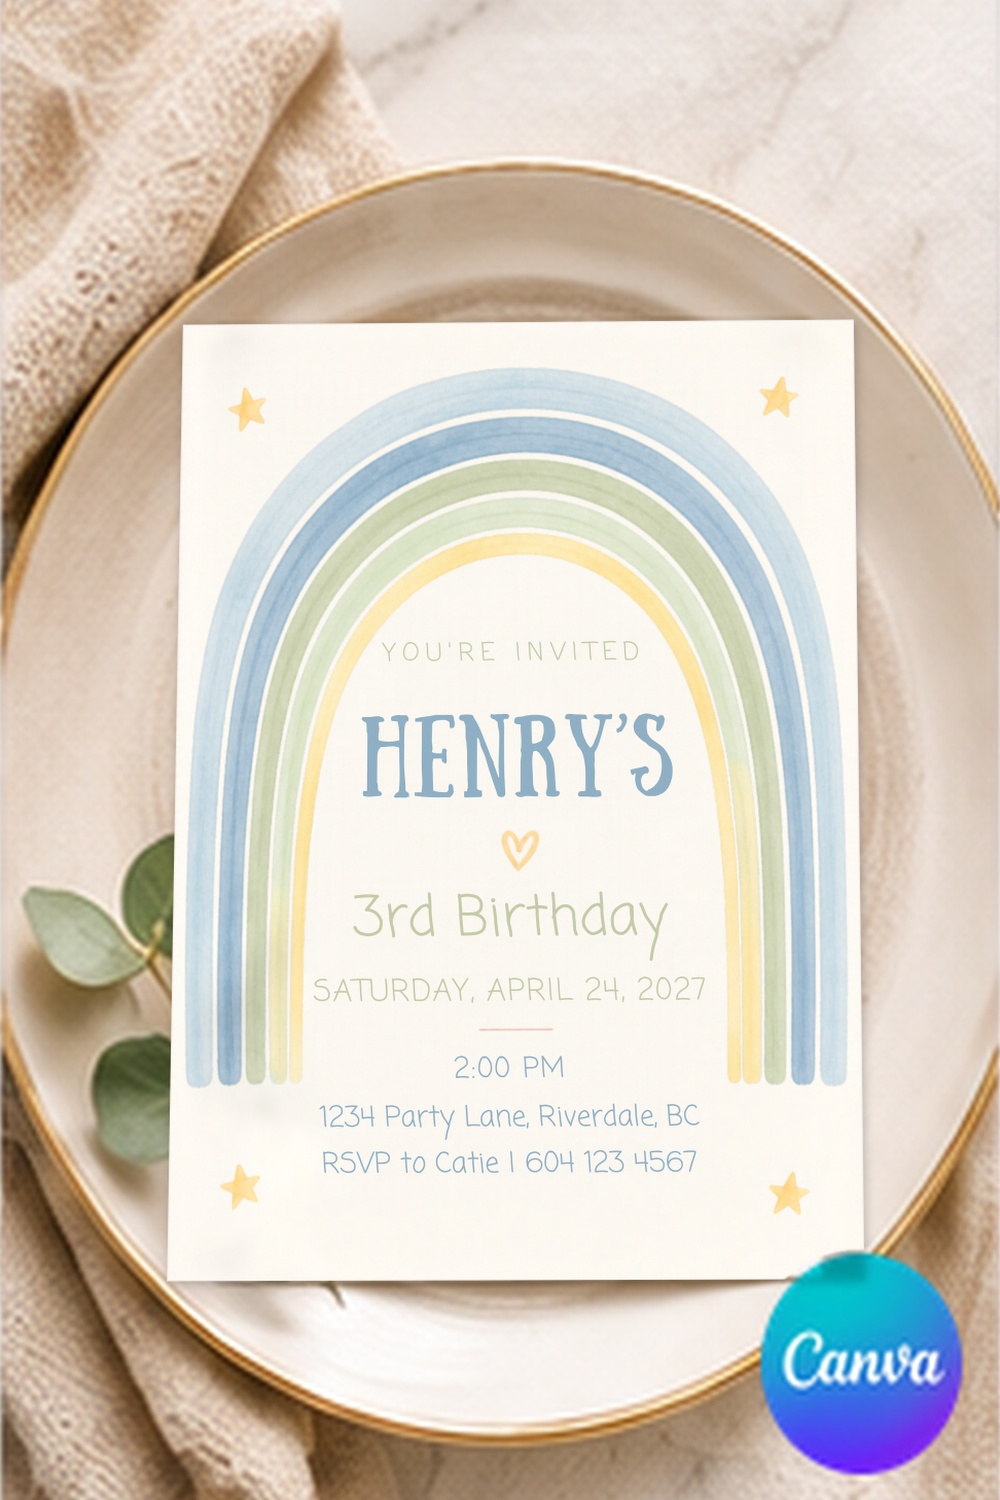 YOU'RE INVITED
HENRY'S
3rd Birthday
SATURDAY, APRIL 24, 2027
2:00 PM
1234 Party Lane, Riverdale, BC
RSVP to Catie | 604 123 4567
Canva